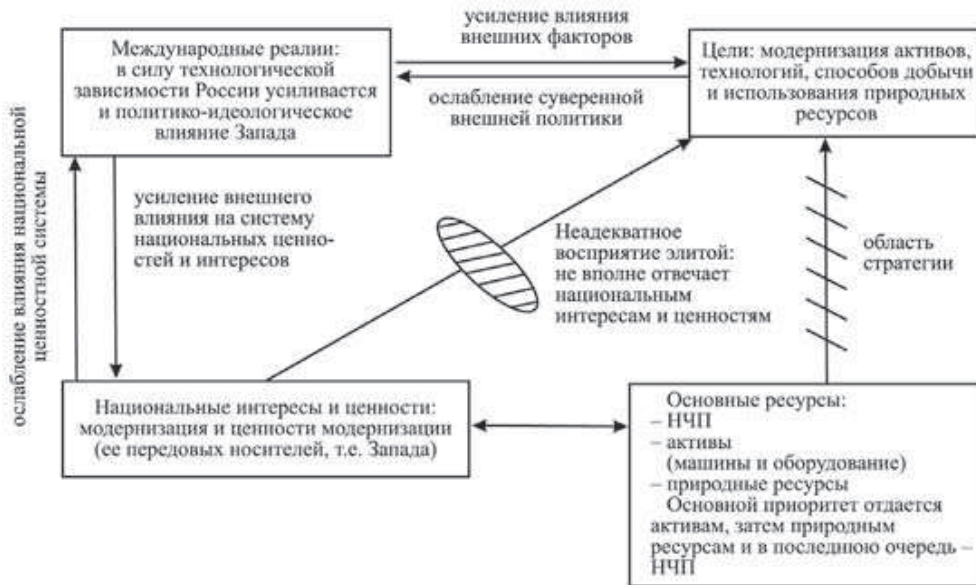 усиление влияния
внешних факторов
Международные реалии:
в силу технологической
зависимости России усиливается
и политико-идеологическое
влияние Запада
ослабление суверенной
внешней политики
Цели: модернизация активов,
технологий, способов добычи
и использования природных
ресурсов
ослабление влияния национальной
ценностной системы
усиление внешнего
влияния на систему
национальных ценно-
стей и интересов
Неадекватное
восприятие элитой:
не вполне отвечает
национальным
интересам и ценностям
область
стратегии
Национальные интересы и ценности:
модернизация и ценности модернизации
(ее передовых носителей, т.е. Запада)
Основные ресурсы:
– НЧП
– активы
(машины и оборудование)
– природные ресурсы
Основной приоритет отдается
активам, затем природным
ресурсам и в последнюю очередь –
НЧП